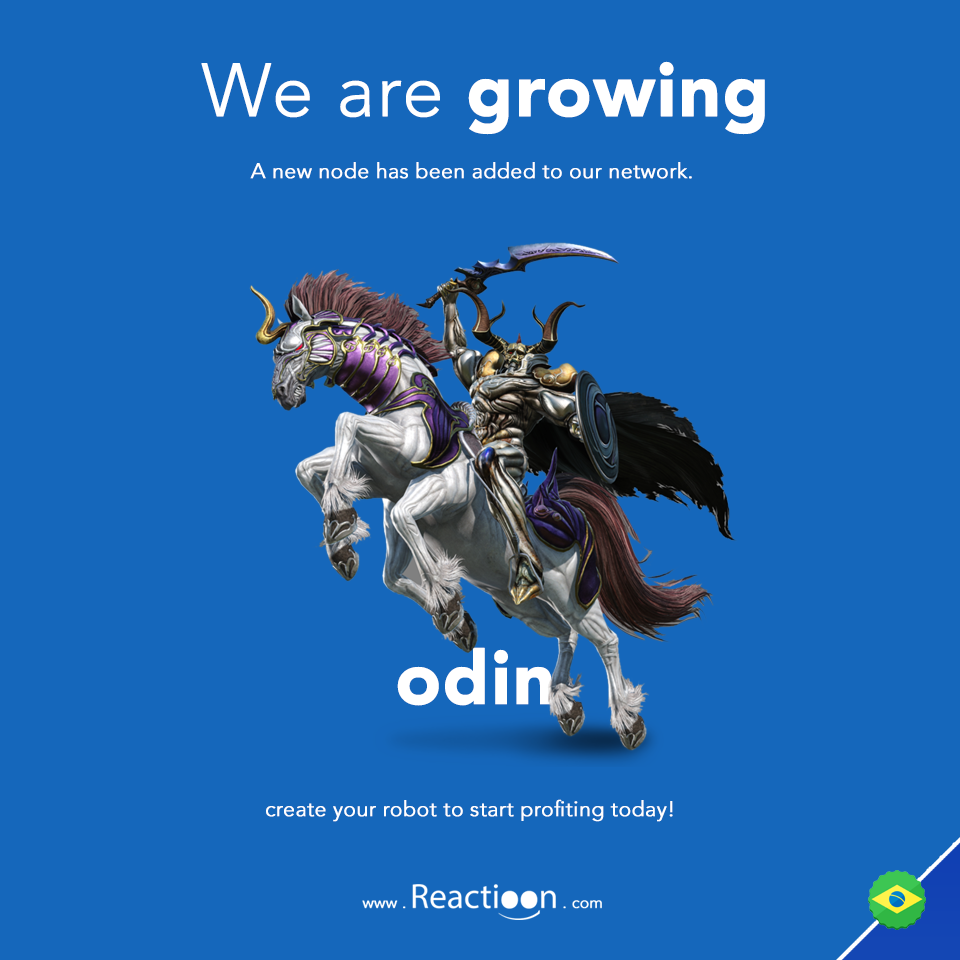 We are growing
A new node has been added to our network.
odin
create your robot to start profiting today!
www . Reactioon . com